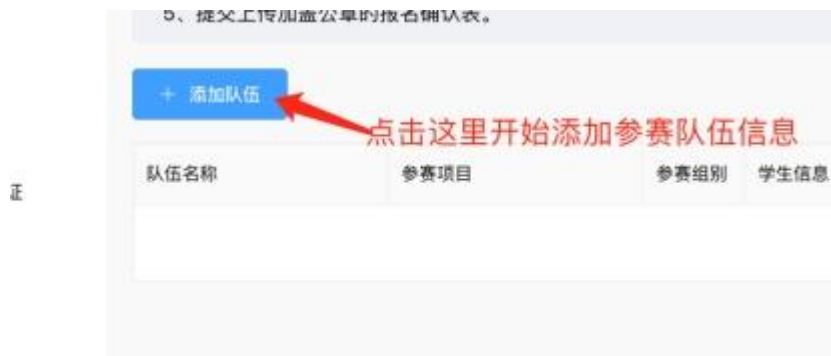 5、提交上传加盖公章的报名确认表。
+ 添加队伍
点击这里开始添加参赛队伍信息
队伍名称 参赛项目 参赛组别 学生信息
证